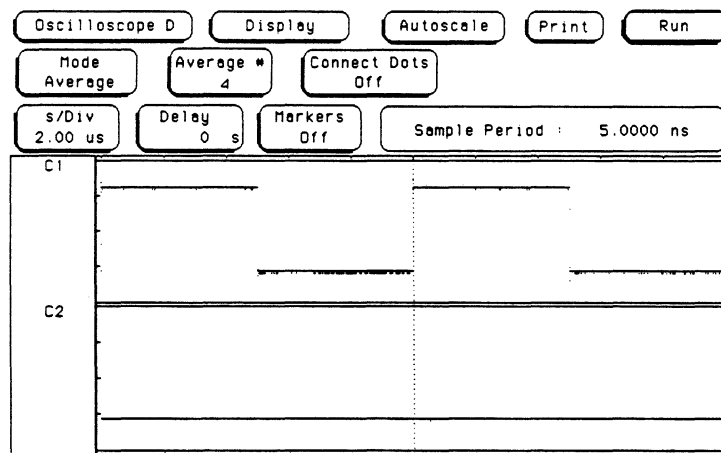 Oscilloscope D Display Autoscale Print Run
Mode Average # Connect Dots
Average 4 Off
s/Div Delay Markers
2.00 us 0 s Off Sample Period : 5.0000 ns
C1
C2